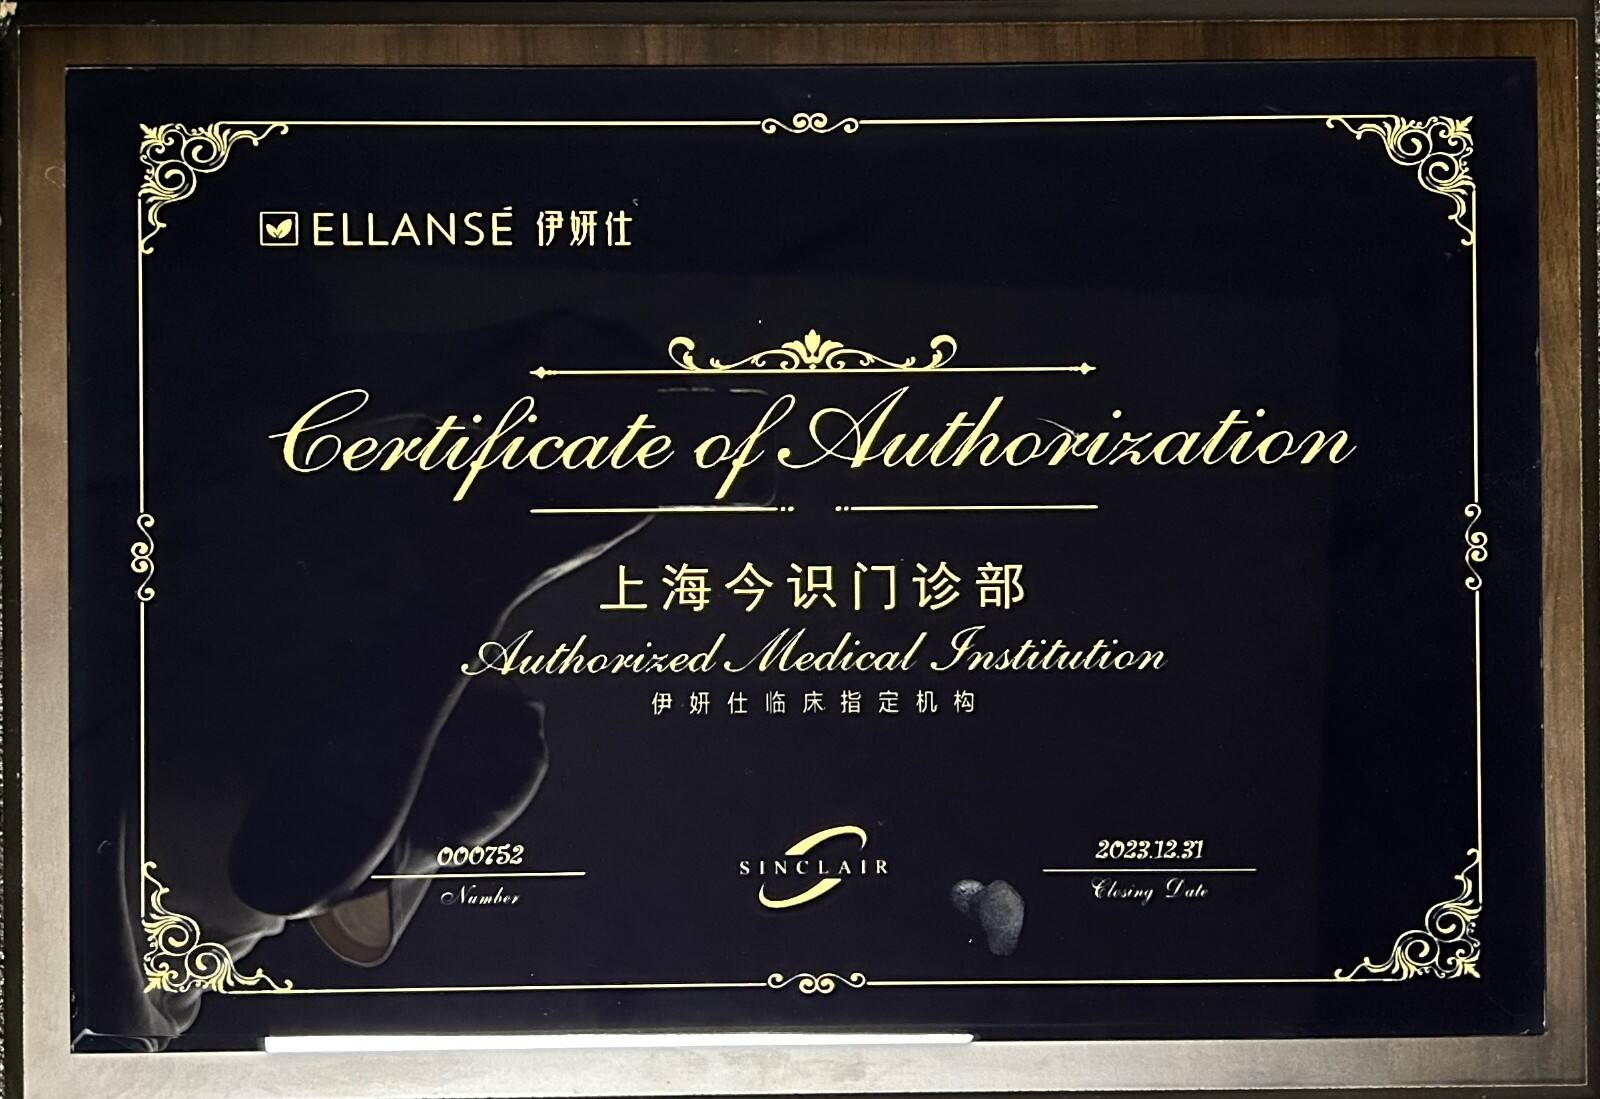 ELLANSÉ 伊妍仕
Certificate of Authorization
上海今识门诊部
Authorized Medical Institution
伊妍仕临床指定机构
000752
Number
SINCLAIR
2023.12.31
Closing Date